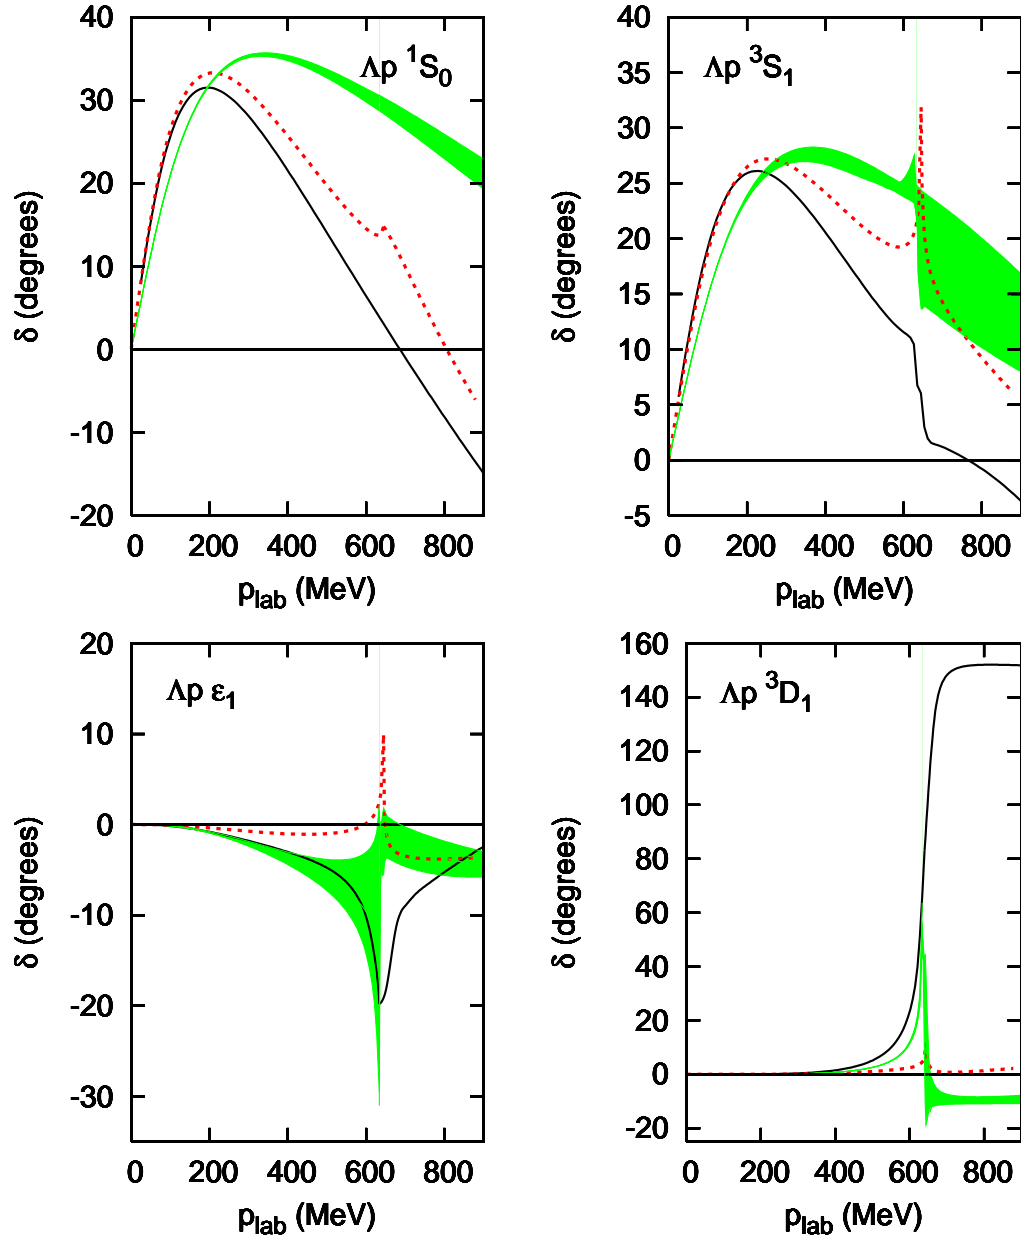 Λp ¹S₀
40
30
20
10
0
-10
-20
δ (degrees)
0 200 400 600 800
p_lab (MeV)
Λp ³S₁
40
35
30
25
20
15
10
5
0
-5
δ (degrees)
0 200 400 600 800
p_lab (MeV)
Λp ε₁
20
10
0
-10
-20
-30
δ (degrees)
0 200 400 600 800
p_lab (MeV)
Λp ³D₁
160
140
120
100
80
60
40
20
0
-20
δ (degrees)
0 200 400 600 800
p_lab (MeV)